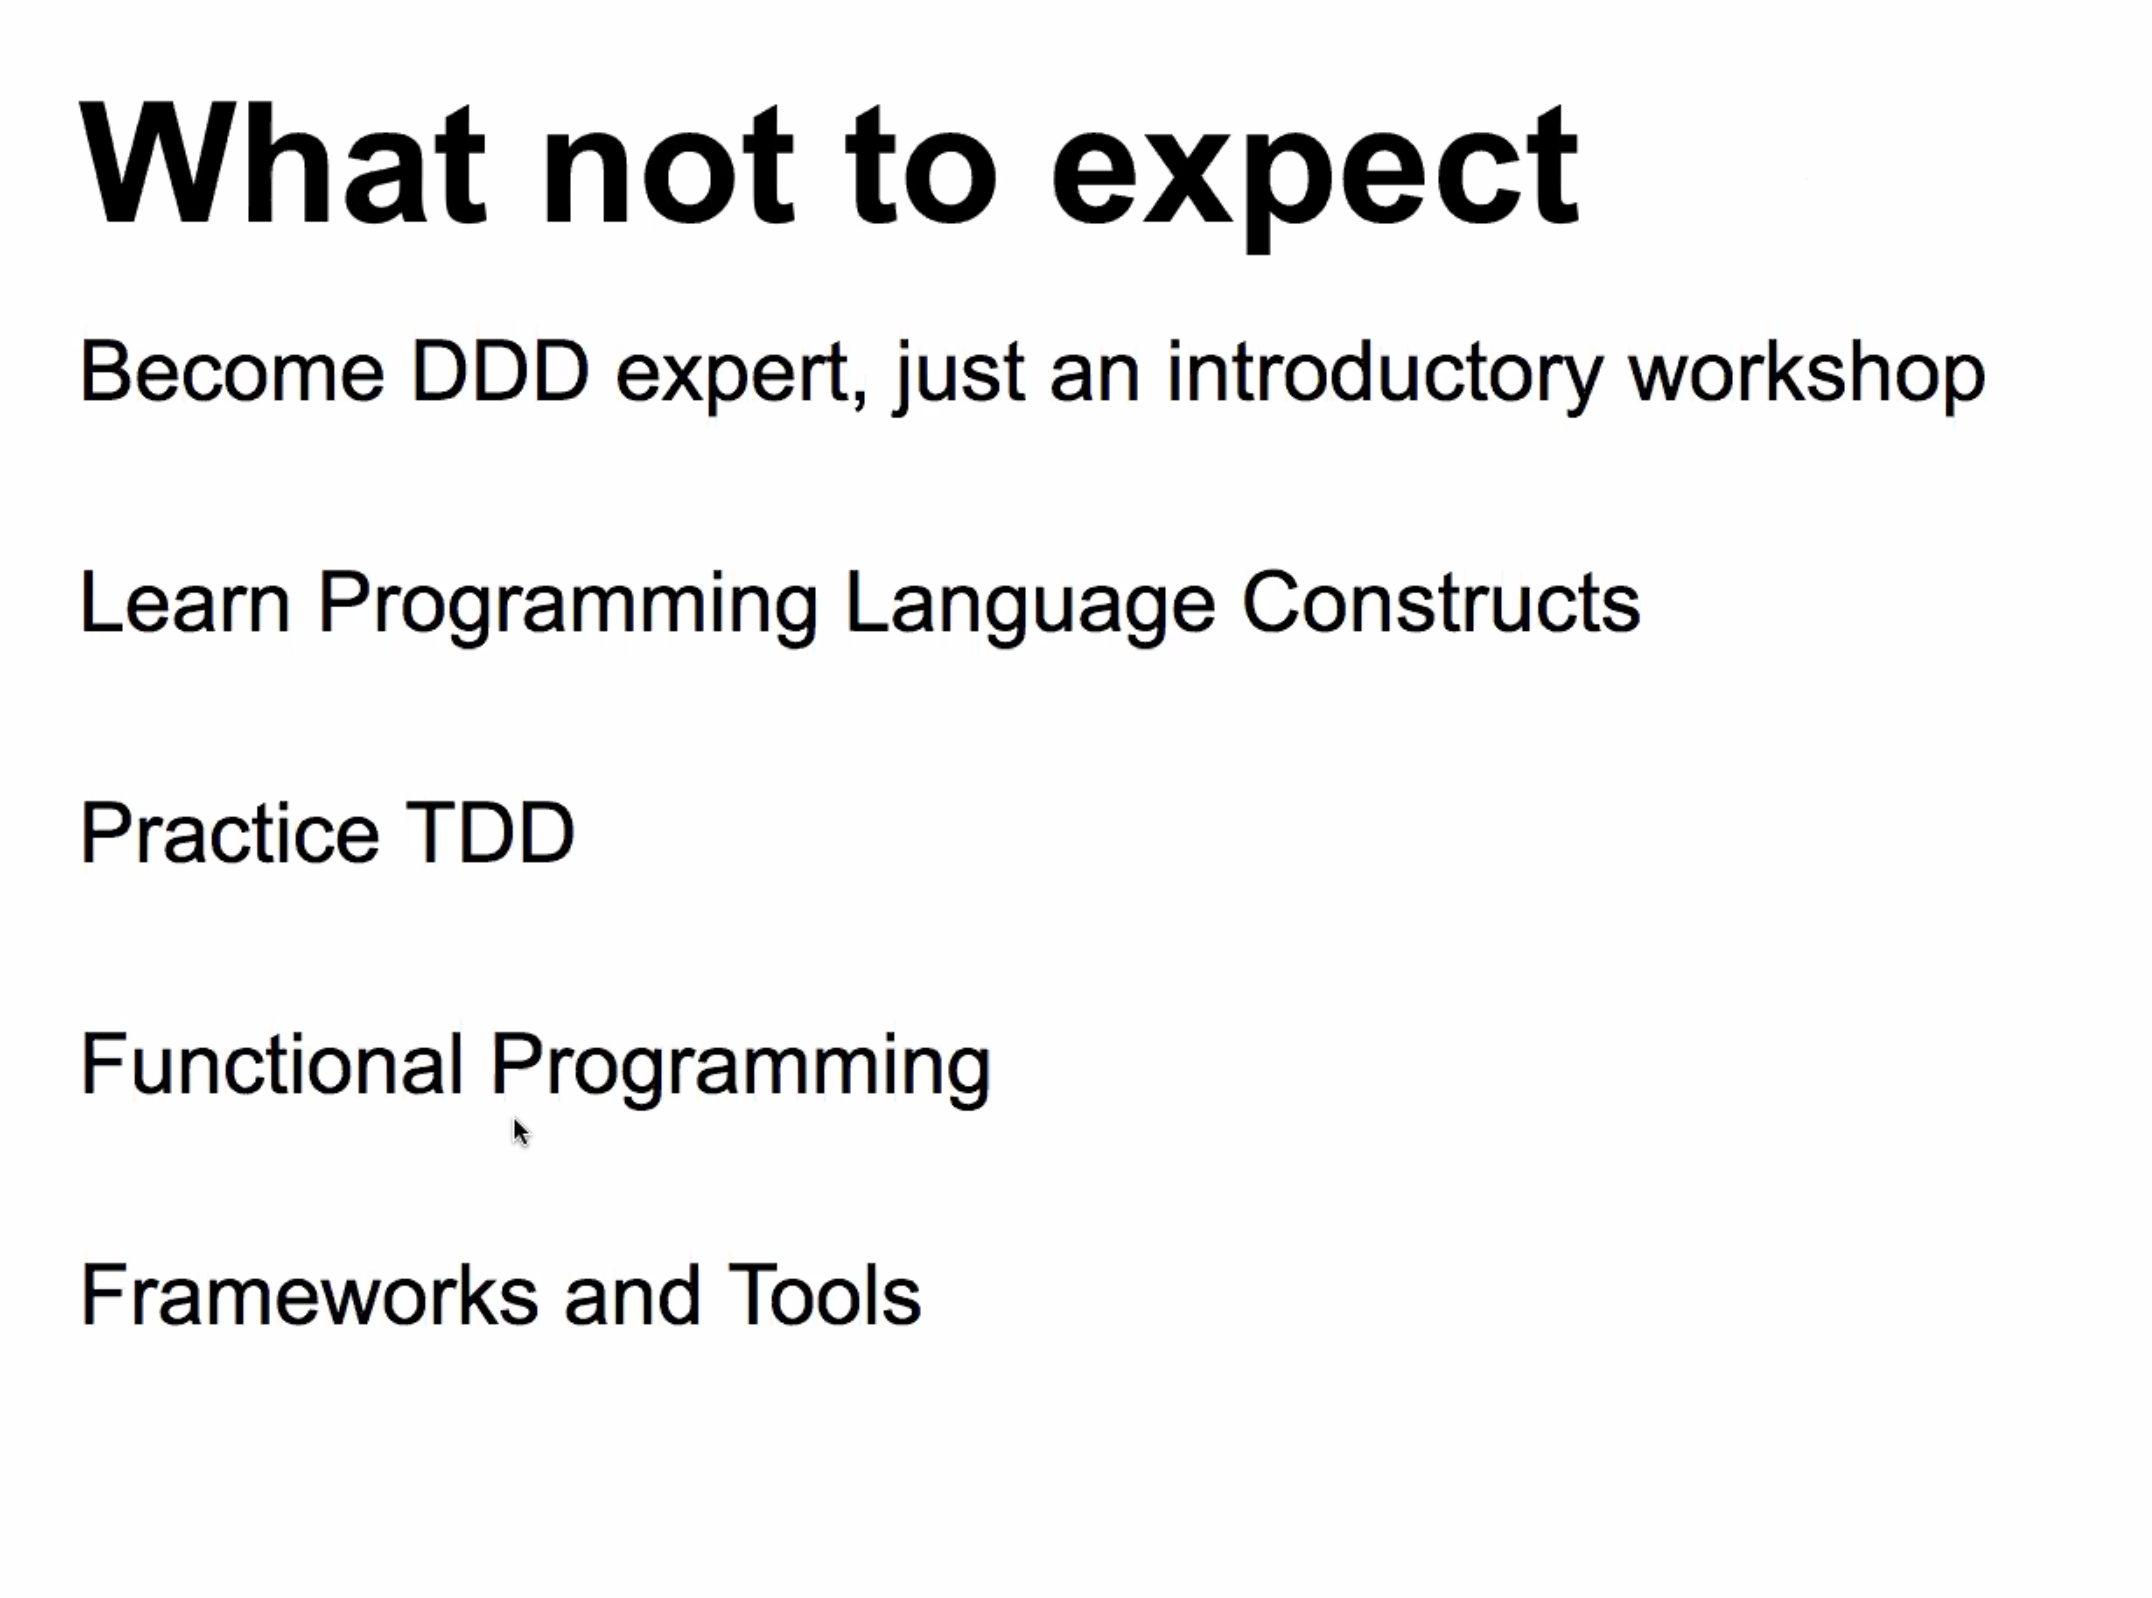 What not to expect
Become DDD expert, just an introductory workshop
Learn Programming Language Constructs
Practice TDD
Functional Programming
Frameworks and Tools